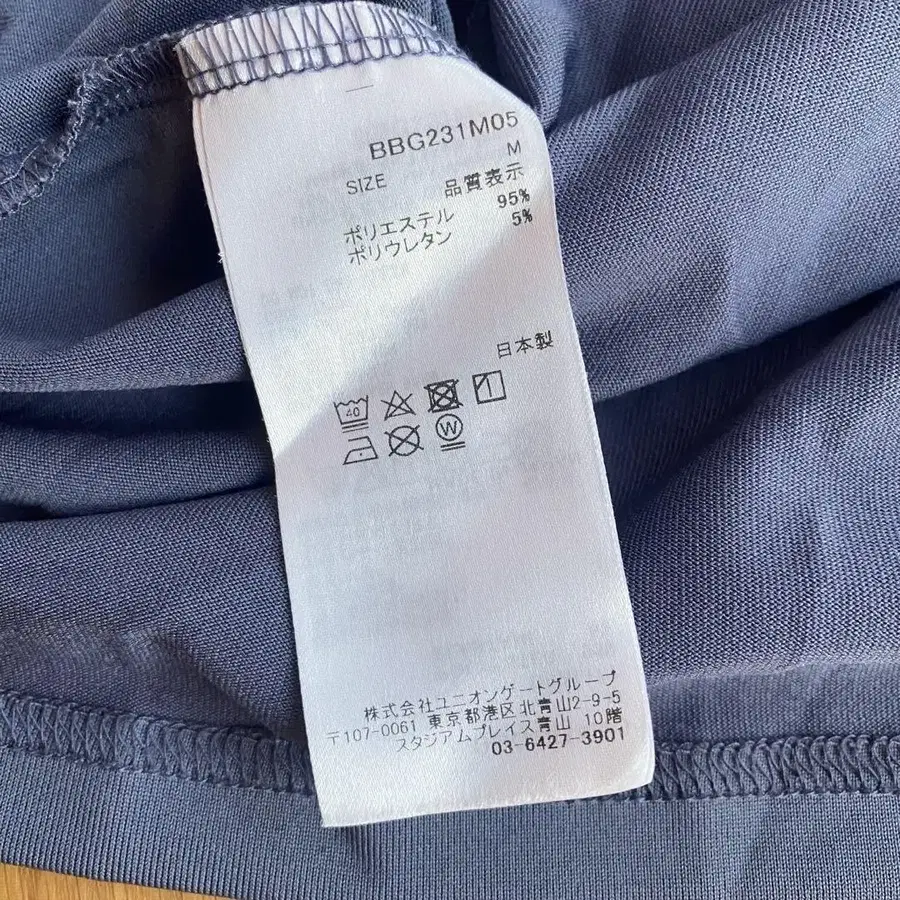 BBG231M05
SIZE M
品質表示
ポリエステル 95%
ポリウレタン 5%
日本製
40
W
株式会社ユニオンゲートグループ
〒107-0061 東京都港区北青山2-9-5
スタジアムプレイス青山 10階
03-6427-3901